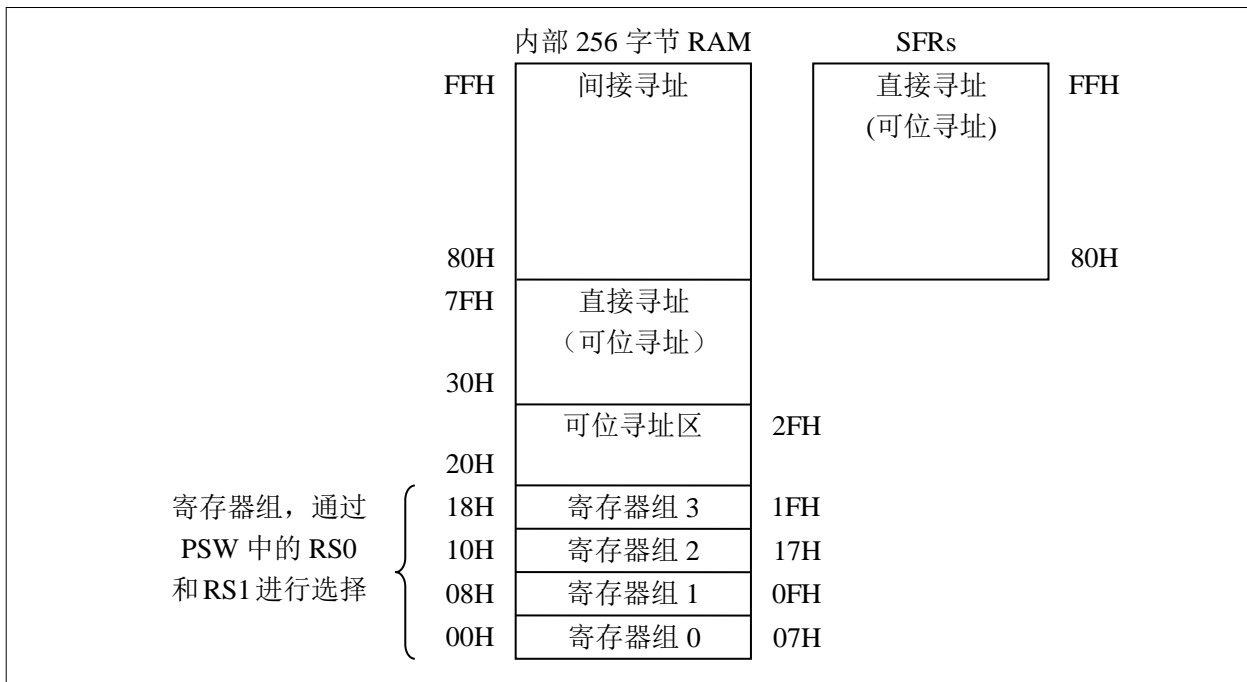 内部 256 字节 RAM SFRs
FFH 间接寻址 直接寻址 FFH
(可位寻址)
80H 80H
7FH 直接寻址
（可位寻址）
30H
可位寻址区 2FH
20H
寄存器组，通过 18H 寄存器组 3 1FH
PSW 中的 RS0 10H 寄存器组 2 17H
和 RS1 进行选择 08H 寄存器组 1 0FH
00H 寄存器组 0 07H